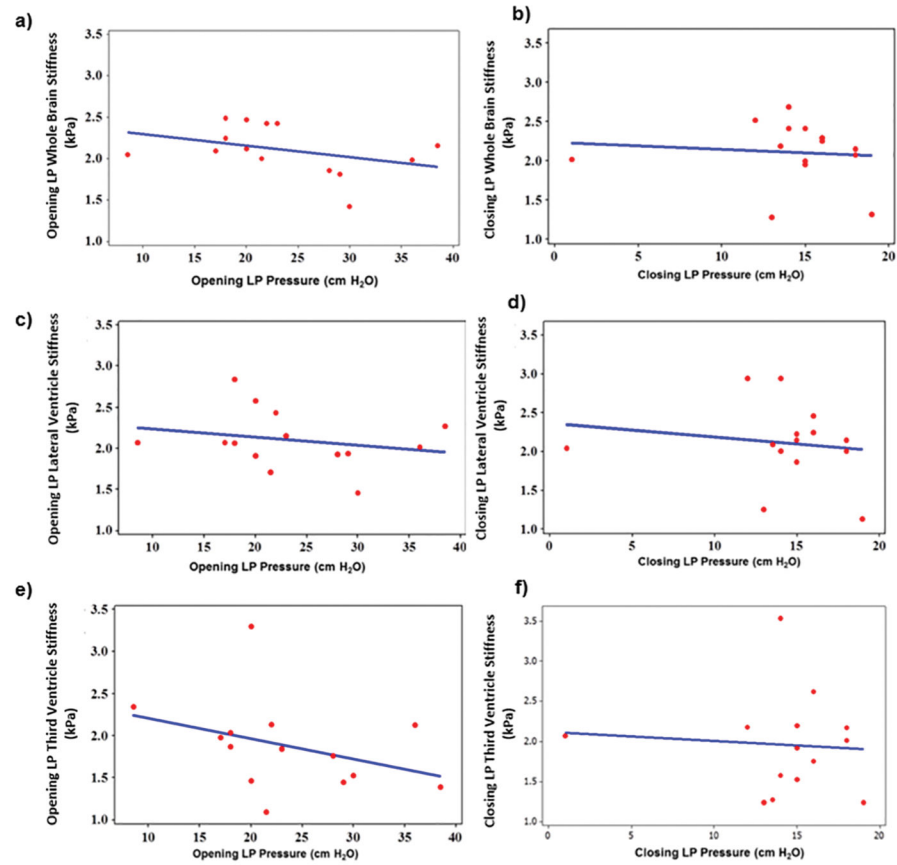 a)
Opening LP Whole Brain Stiffness
(kPa)
3.5
3.0
2.5
2.0
1.5
1.0
10 15 20 25 30 35 40
Opening LP Pressure (cm H₂O)
b)
Closing LP Whole Brain Stiffness
(kPa)
3.5
3.0
2.5
2.0
1.5
1.0
0 5 10 15 20
Closing LP Pressure (cm H₂O)
c)
Opening LP Lateral Ventricle Stiffness
(kPa)
3.5
3.0
2.5
2.0
1.5
1.0
10 15 20 25 30 35 40
Opening LP Pressure (cm H₂O)
d)
Closing LP Lateral Ventricle Stiffness
(kPa)
3.5
3.0
2.5
2.0
1.5
1.0
0 5 10 15 20
Closing LP Pressure (cm H₂O)
e)
Opening LP Third Ventricle Stiffness
(kPa)
3.5
3.0
2.5
2.0
1.5
1.0
10 15 20 25 30 35 40
Opening LP Pressure (cm H₂O)
f)
Closing LP Third Ventricle Stiffness
(kPa)
3.5
3.0
2.5
2.0
1.5
1.0
0 5 10 15 20
Closing LP Pressure (cm H₂O)